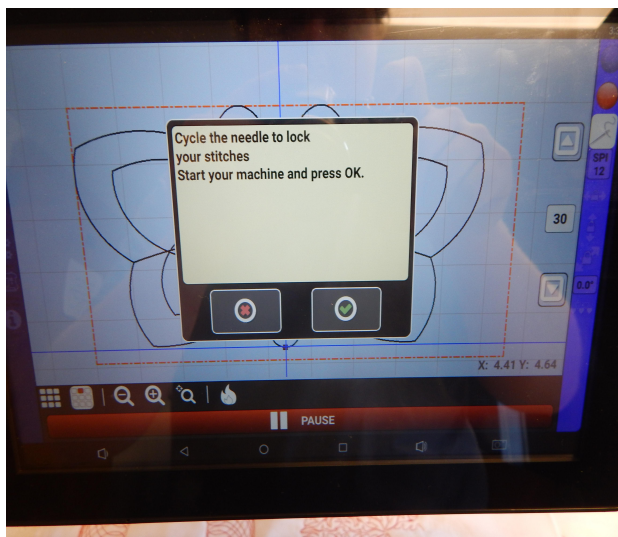 Cycle the needle to lock
your stitches
Start your machine and press OK.
SPI
12
30
0.0°
X: 4.41 Y: 4.64
PAUSE